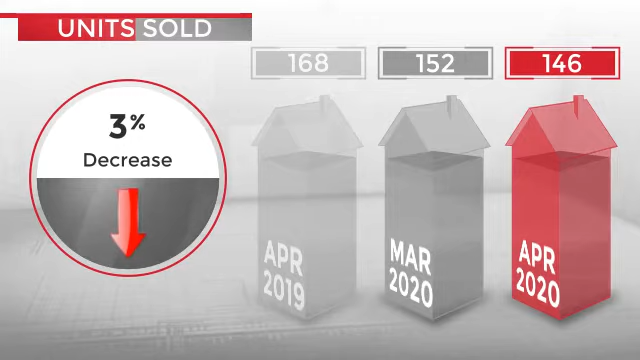 UNITS SOLD
168
152
146
3%
Decrease
APR
2019
MAR
2020
APR
2020